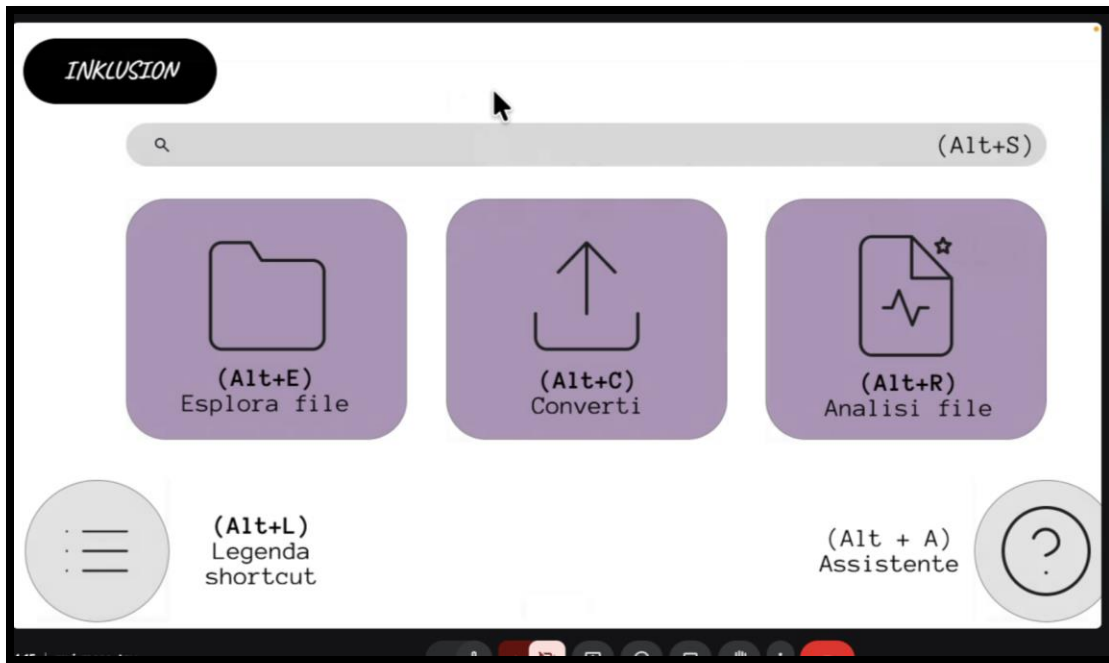 INKLUSION
(Alt+S)
(Alt+E)
Esplora file
(Alt+C)
Converti
(Alt+R)
Analisi file
(Alt+L)
Legenda
shortcut
(Alt + A)
Assistente